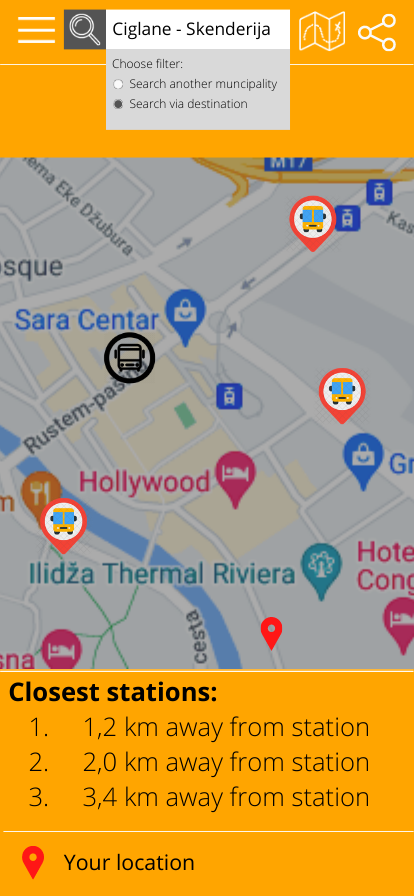 Ciglane - Skenderija
Choose filter:
Search another muncipality
Search via destination
M17
ema Eke Džubura
Kas
osque
Sara Centar
Rustem-pa
Hollywood
Gr
m
Ilidža Thermal Riviera
Hote
Cong
cesta
sna
Closest stations:
1. 1,2 km away from station
2. 2,0 km away from station
3. 3,4 km away from station
Your location